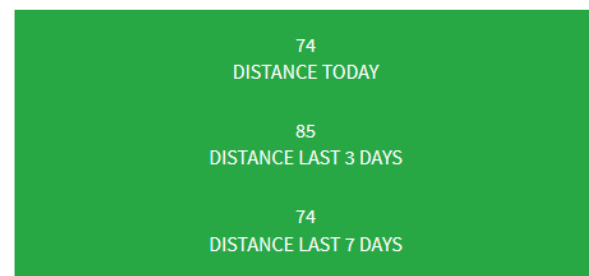 74
DISTANCE TODAY
85
DISTANCE LAST 3 DAYS
74
DISTANCE LAST 7 DAYS